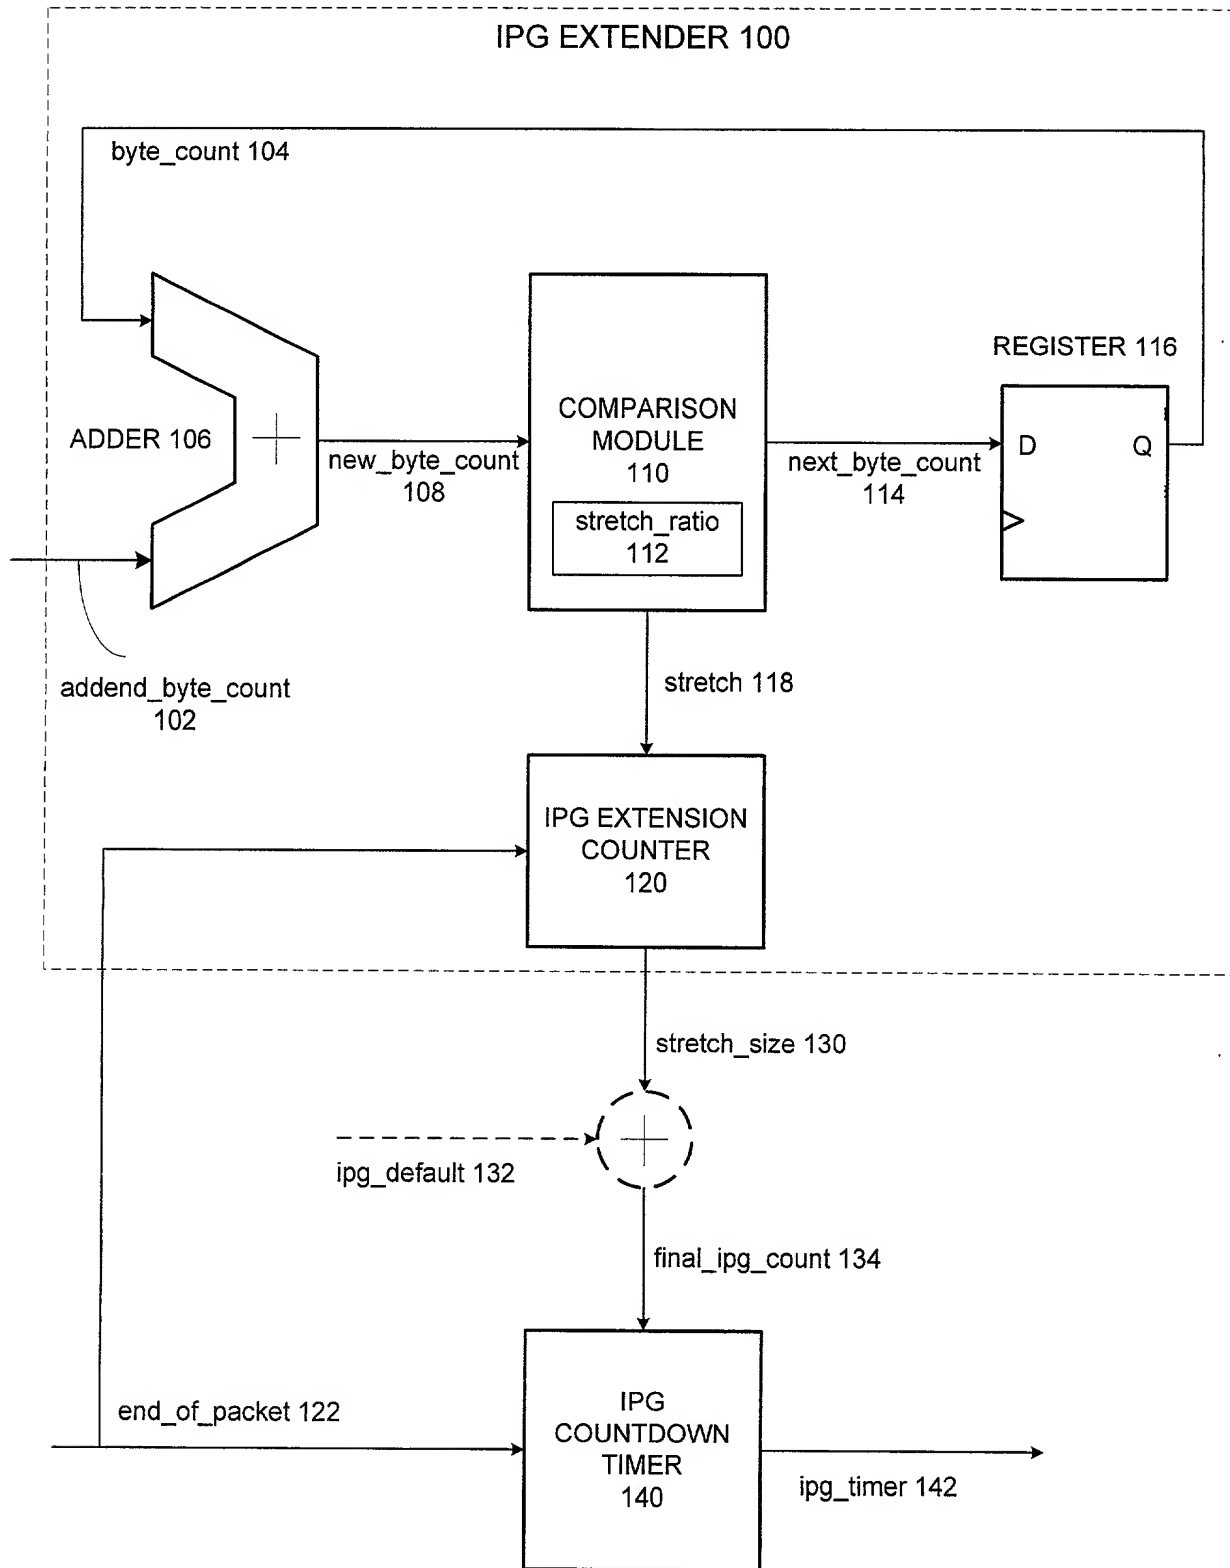 IPG EXTENDER 100
byte_count 104
REGISTER 116
ADDER 106
new_byte_count
108
COMPARISON
MODULE
110
stretch_ratio
112
next_byte_count
114
D
Q
addend_byte_count
102
stretch 118
IPG EXTENSION
COUNTER
120
stretch_size 130
ipg_default 132
final_ipg_count 134
end_of_packet 122
IPG
COUNTDOWN
TIMER
140
ipg_timer 142